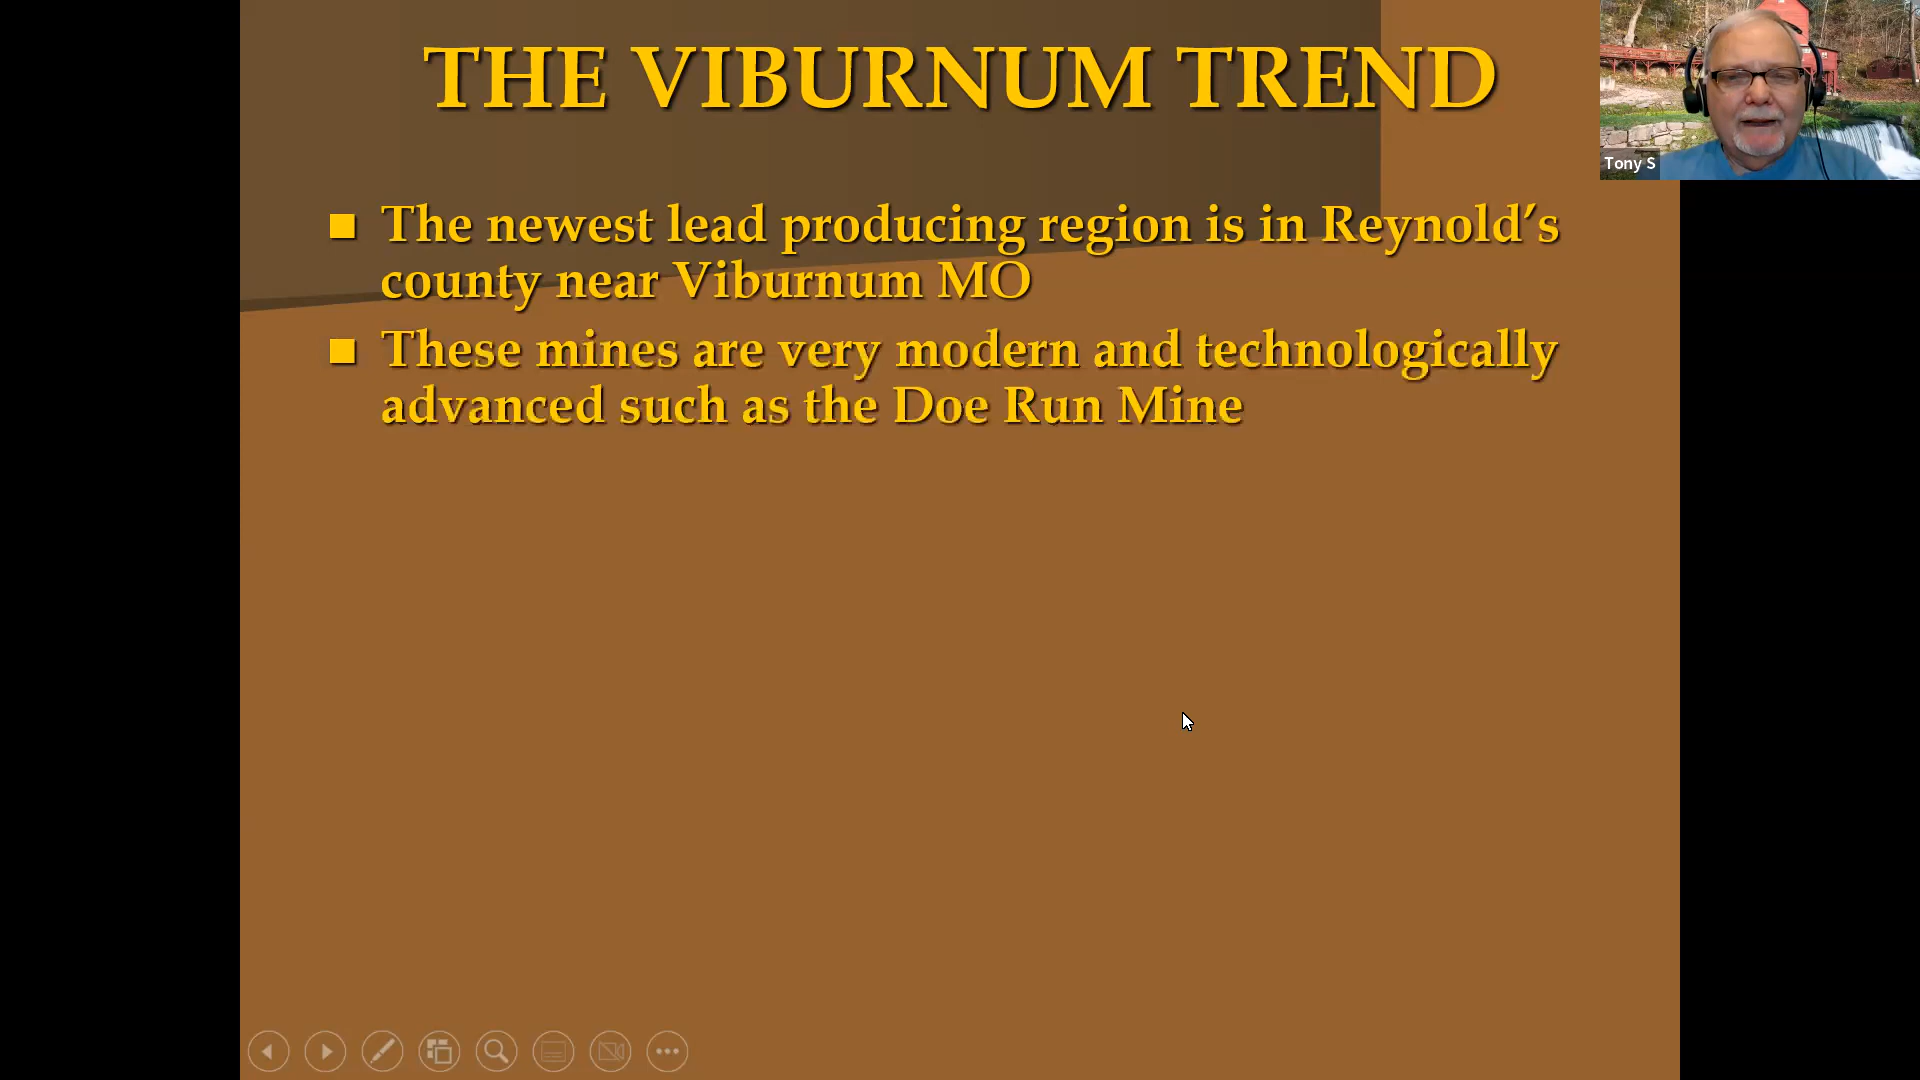 THE VIBURNUM TREND
Tony S
The newest lead producing region is in Reynold’s
county near Viburnum MO
These mines are very modern and technologically
advanced such as the Doe Run Mine